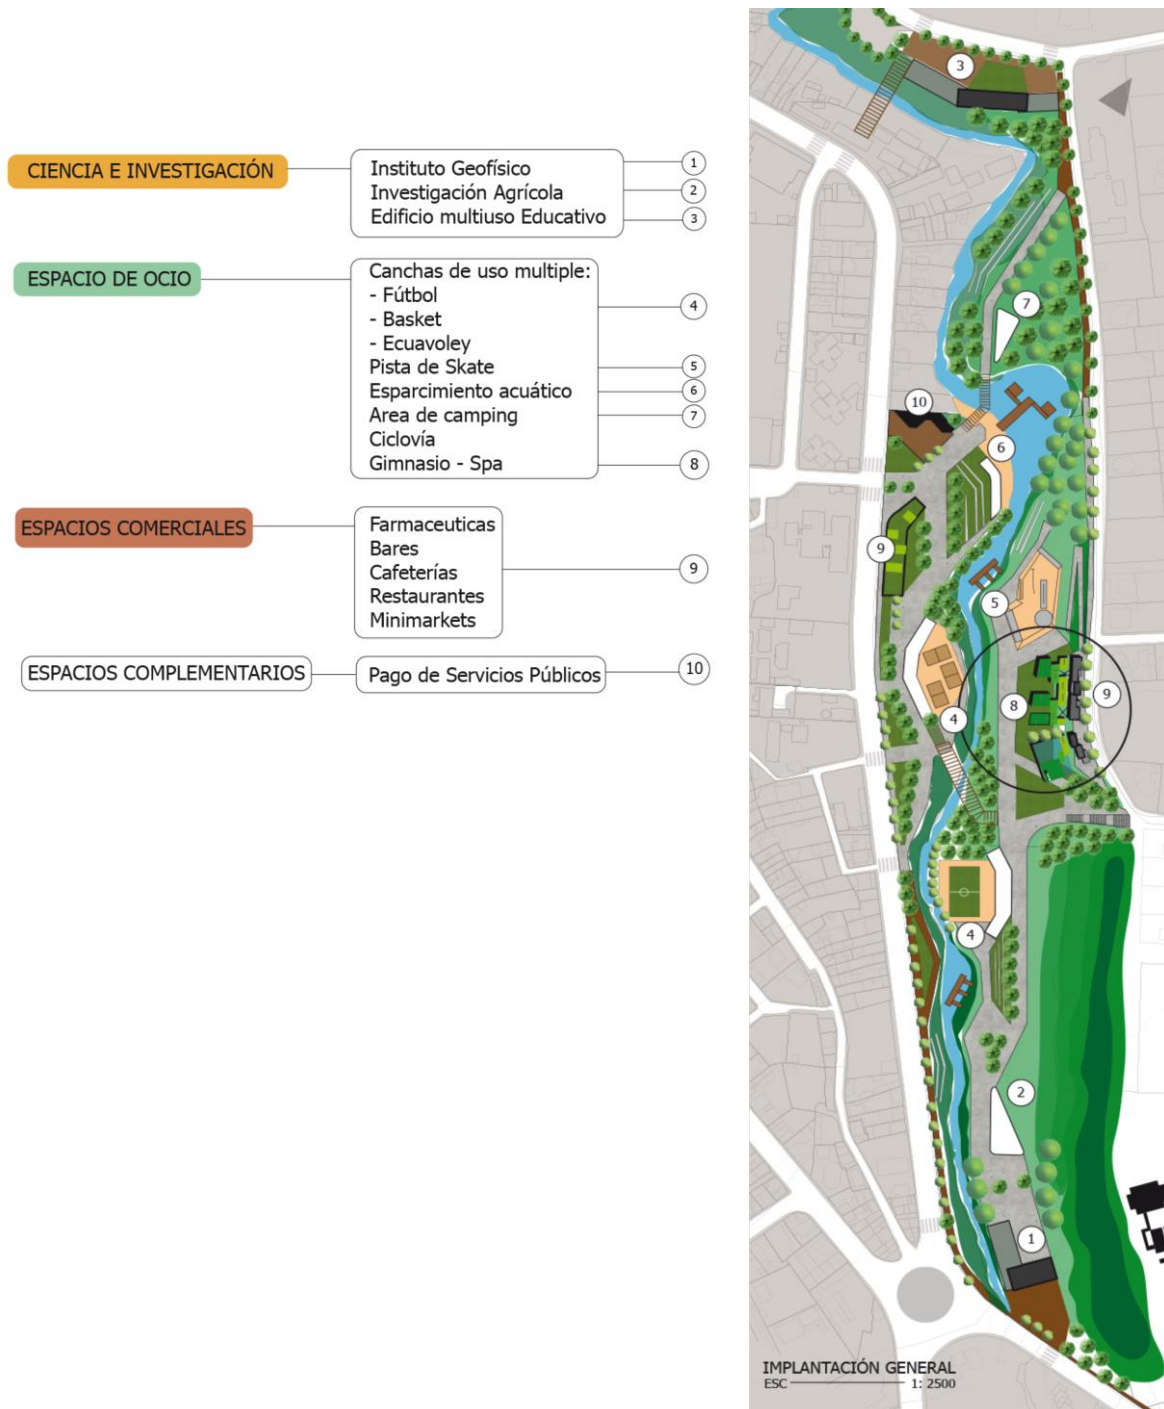 CIENCIA E INVESTIGACIÓN
Instituto Geofísico
1
Investigación Agrícola
2
Edificio multiuso Educativo
3
ESPACIO DE OCIO
Canchas de uso multiple:
- Fútbol
- Basket
- Ecuavoley
4
Pista de Skate
5
Esparcimiento acuático
6
Area de camping
7
Ciclovía
Gimnasio - Spa
8
ESPACIOS COMERCIALES
Farmaceuticas
Bares
Cafeterías
Restaurantes
Minimarkets
9
ESPACIOS COMPLEMENTARIOS
Pago de Servicios Públicos
10
3
7
10
6
9
5
8
9
4
4
2
1
IMPLANTACIÓN GENERAL
ESC 1: 2500